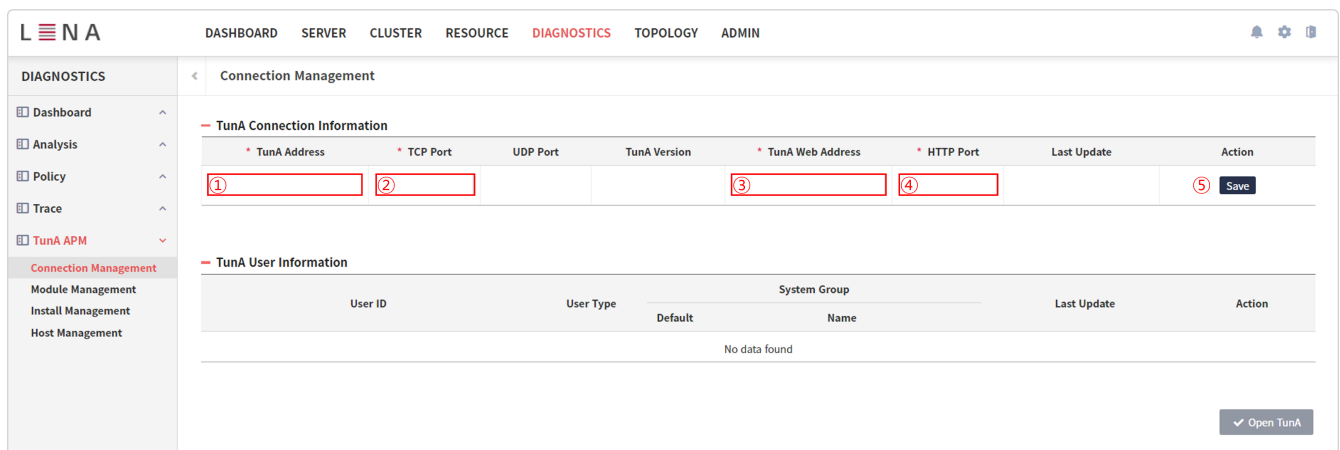 LENA
DASHBOARD SERVER CLUSTER RESOURCE DIAGNOSTICS TOPOLOGY ADMIN
DIAGNOSTICS
Connection Management
Dashboard
Analysis
Policy
Trace
TunA APM
Connection Management
Module Management
Install Management
Host Management
TunA Connection Information
* TunA Address * TCP Port UDP Port TunA Version * TunA Web Address * HTTP Port Last Update Action
① ② ③ ④ ⑤ Save
TunA User Information
User ID User Type System Group Last Update Action
Default Name
No data found
Open TunA